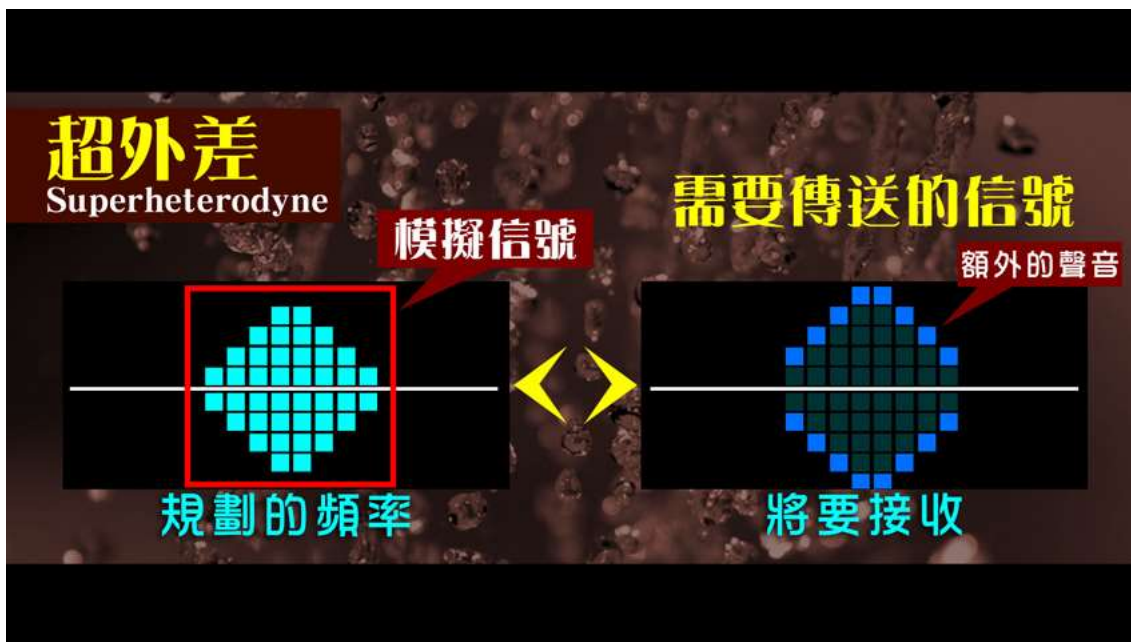 超外差
Superheterodyne
需要傳送的信號
模擬信號
額外的聲音
規劃的頻率
將要接收